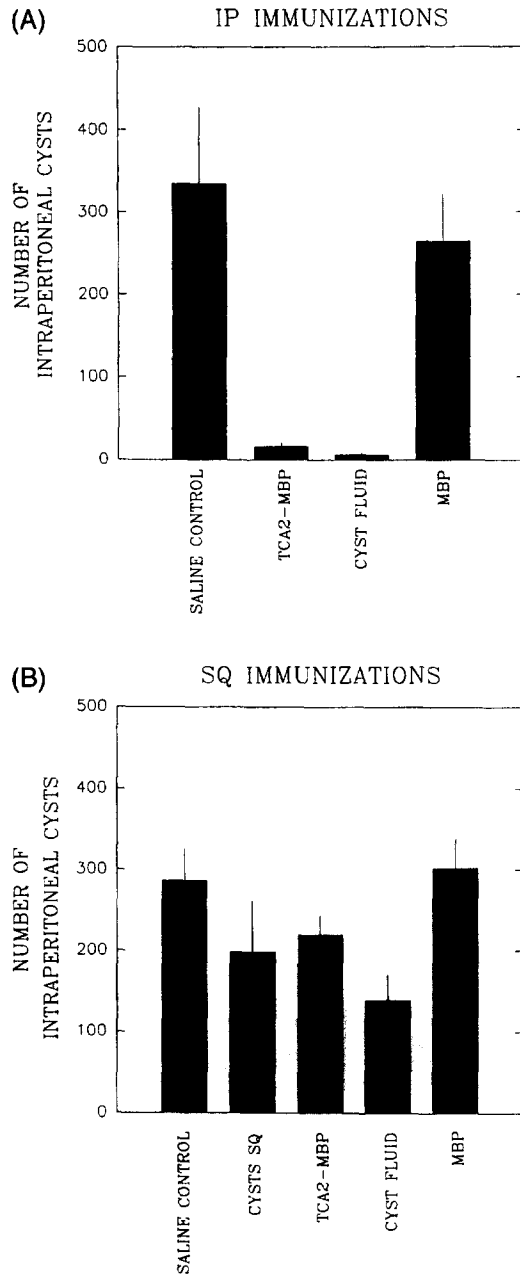 (A)
IP IMMUNIZATIONS
500
400
300
200
100
0
NUMBER OF
INTRAPERITONEAL CYSTS
SALINE CONTROL
TCA2-MBP
CYST FLUID
MBP
(B)
SQ IMMUNIZATIONS
500
400
300
200
100
0
NUMBER OF
INTRAPERITONEAL CYSTS
SALINE CONTROL
CYSTS SQ
TCA2-MBP
CYST FLUID
MBP